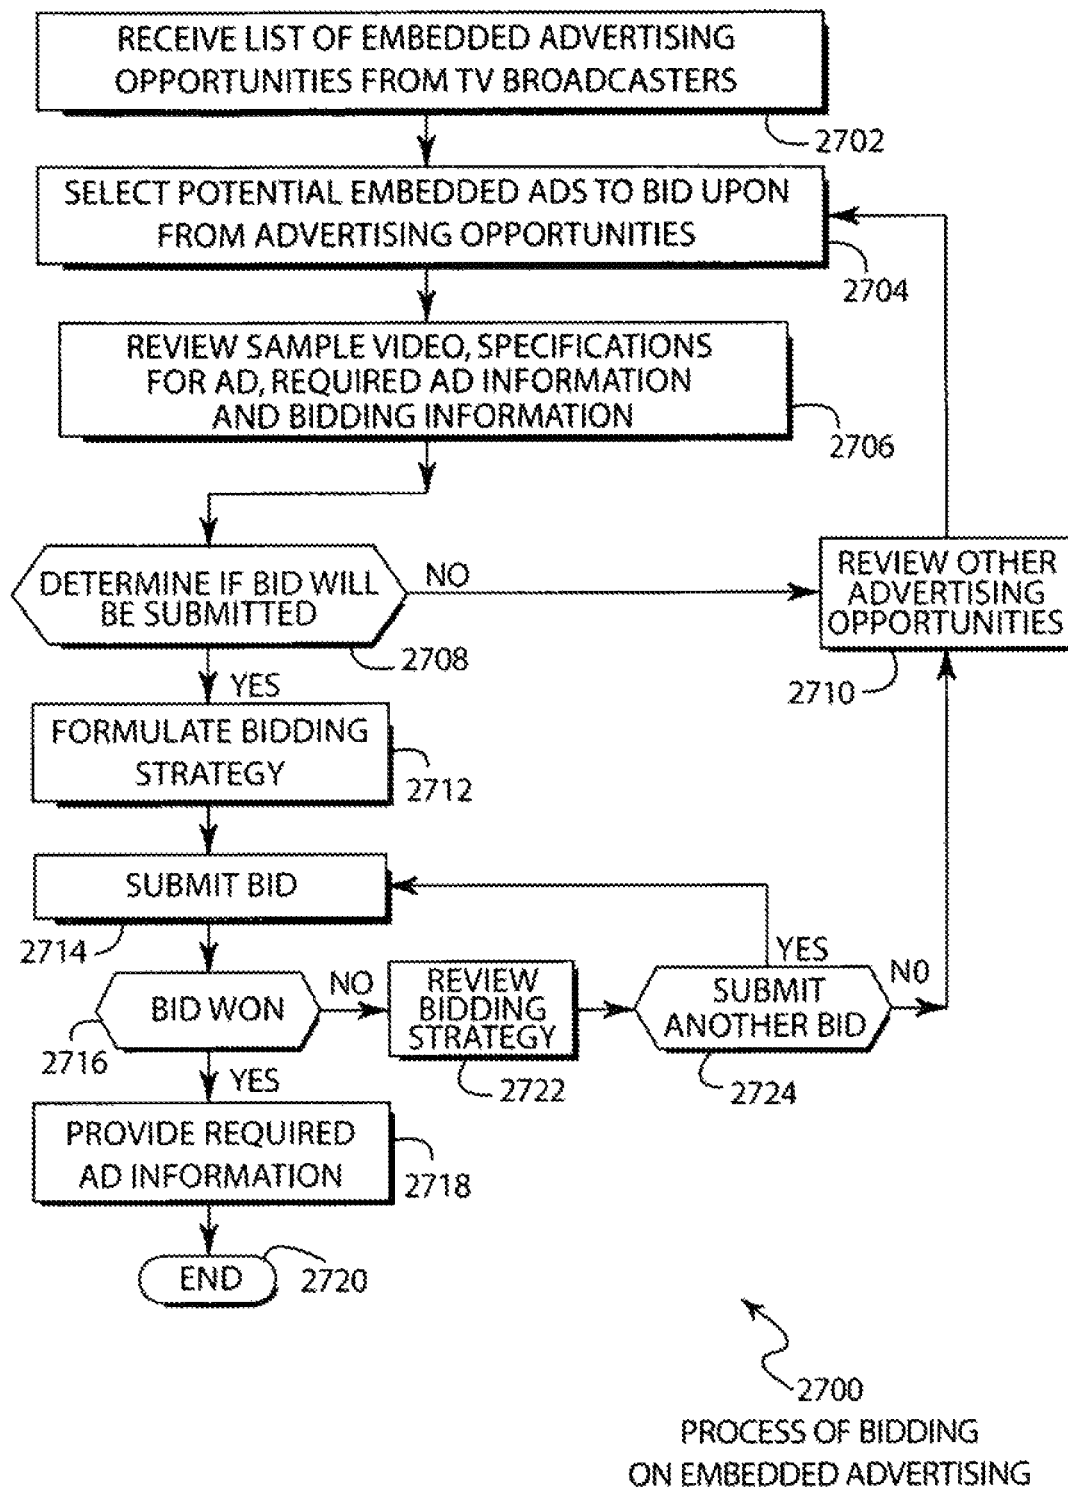 RECEIVE LIST OF EMBEDDED ADVERTISING
OPPORTUNITIES FROM TV BROADCASTERS
2702
SELECT POTENTIAL EMBEDDED ADS TO BID UPON
FROM ADVERTISING OPPORTUNITIES
2704
REVIEW SAMPLE VIDEO, SPECIFICATIONS
FOR AD, REQUIRED AD INFORMATION
AND BIDDING INFORMATION
2706
DETERMINE IF BID WILL
BE SUBMITTED
NO
2708
REVIEW OTHER
ADVERTISING
OPPORTUNITIES
2710
YES
FORMULATE BIDDING
STRATEGY
2712
SUBMIT BID
2714
BID WON
NO
2716
REVIEW
BIDDING
STRATEGY
2722
YES
SUBMIT
ANOTHER BID
N0
2724
YES
PROVIDE REQUIRED
AD INFORMATION
2718
END
2720
2700
PROCESS OF BIDDING
ON EMBEDDED ADVERTISING